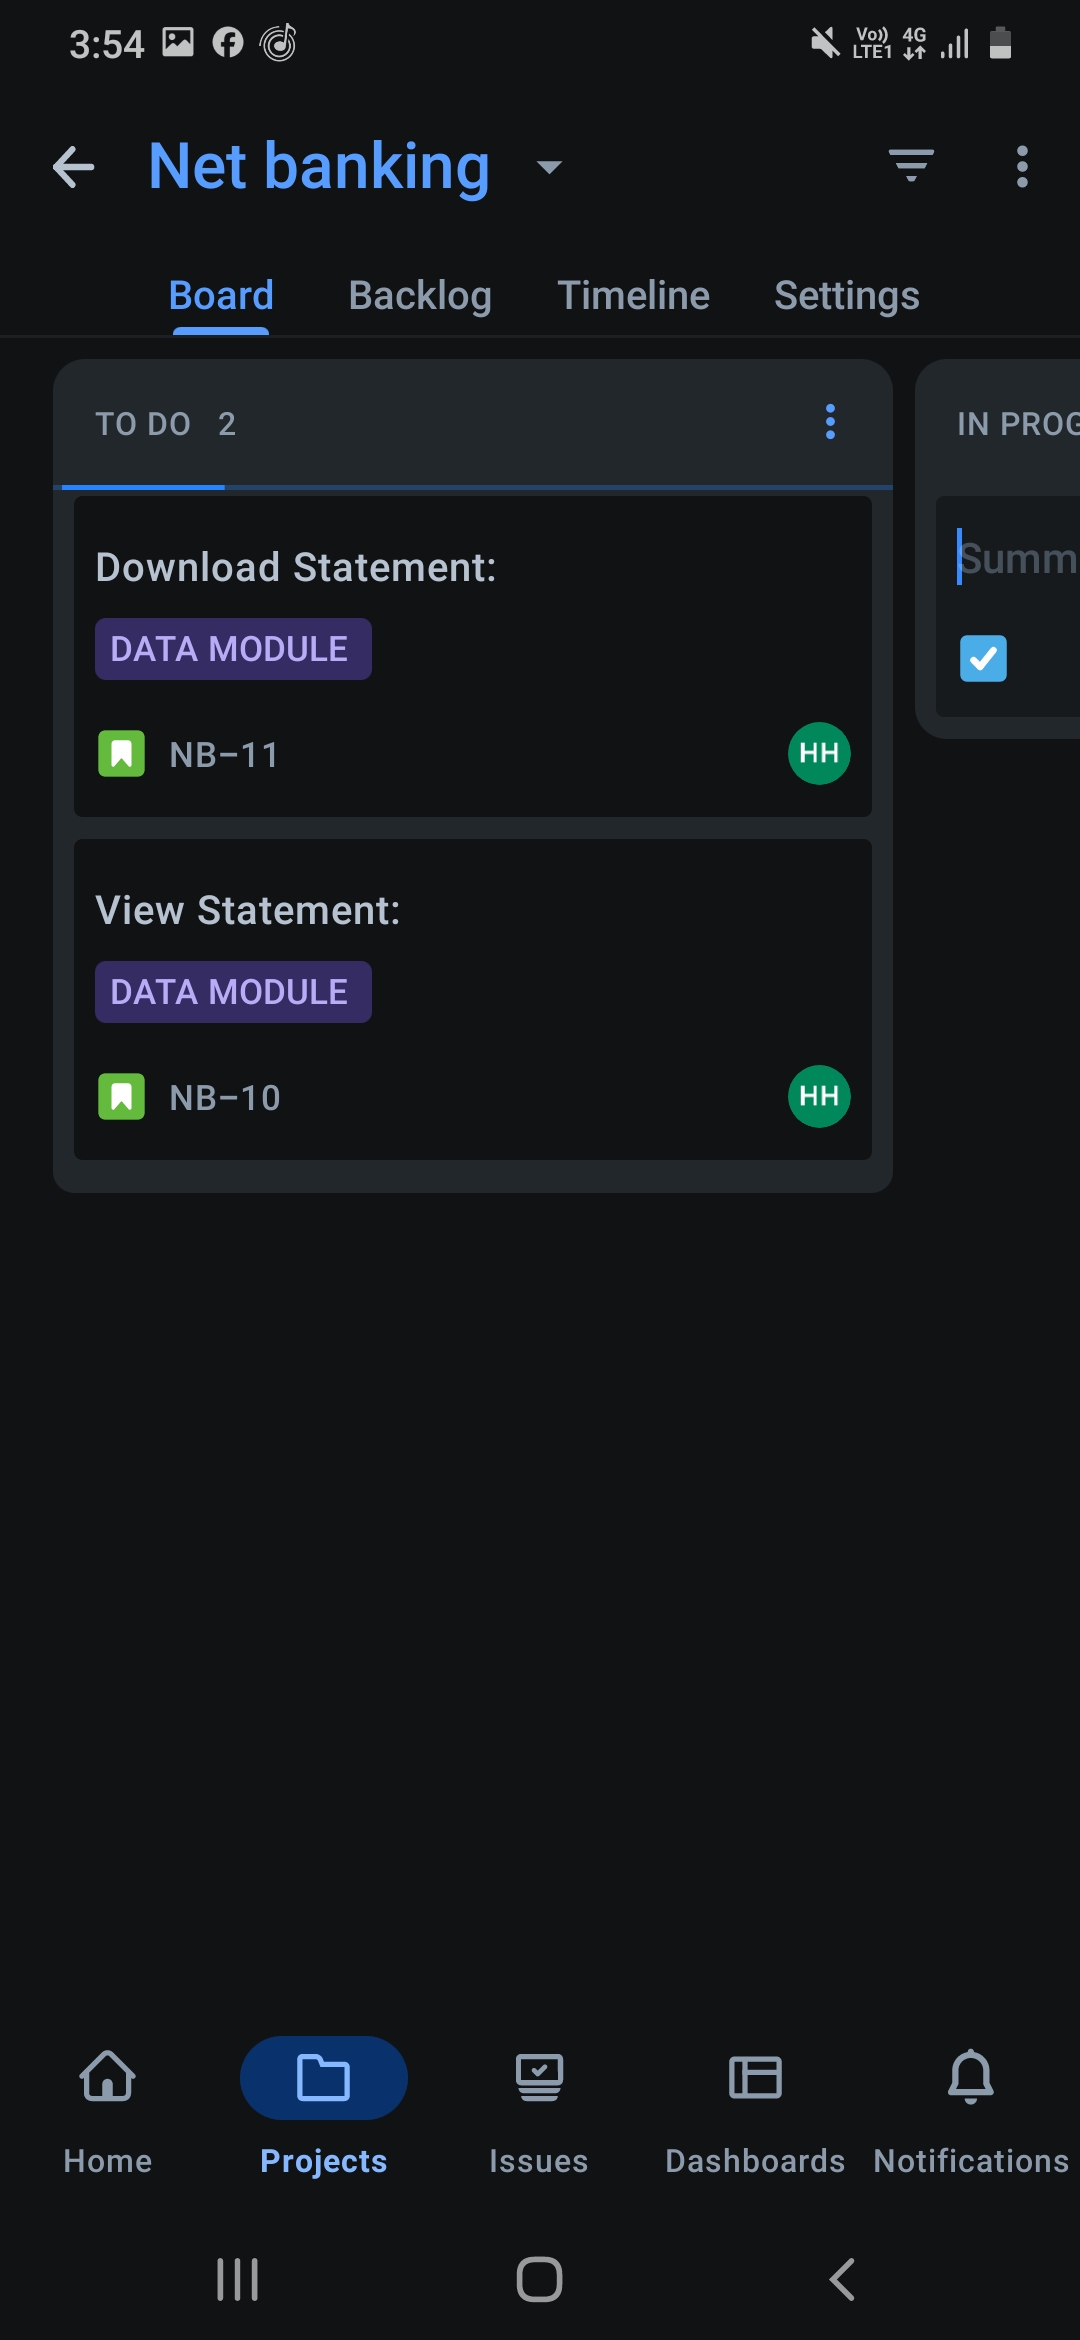 3:54
Vo)) LTE1 4G
Net banking
Board Backlog Timeline Settings
TO DO 2
IN PROG
Download Statement:
Summ
DATA MODULE
NB-11
HH
View Statement:
DATA MODULE
NB-10
HH
Home Projects Issues Dashboards Notifications